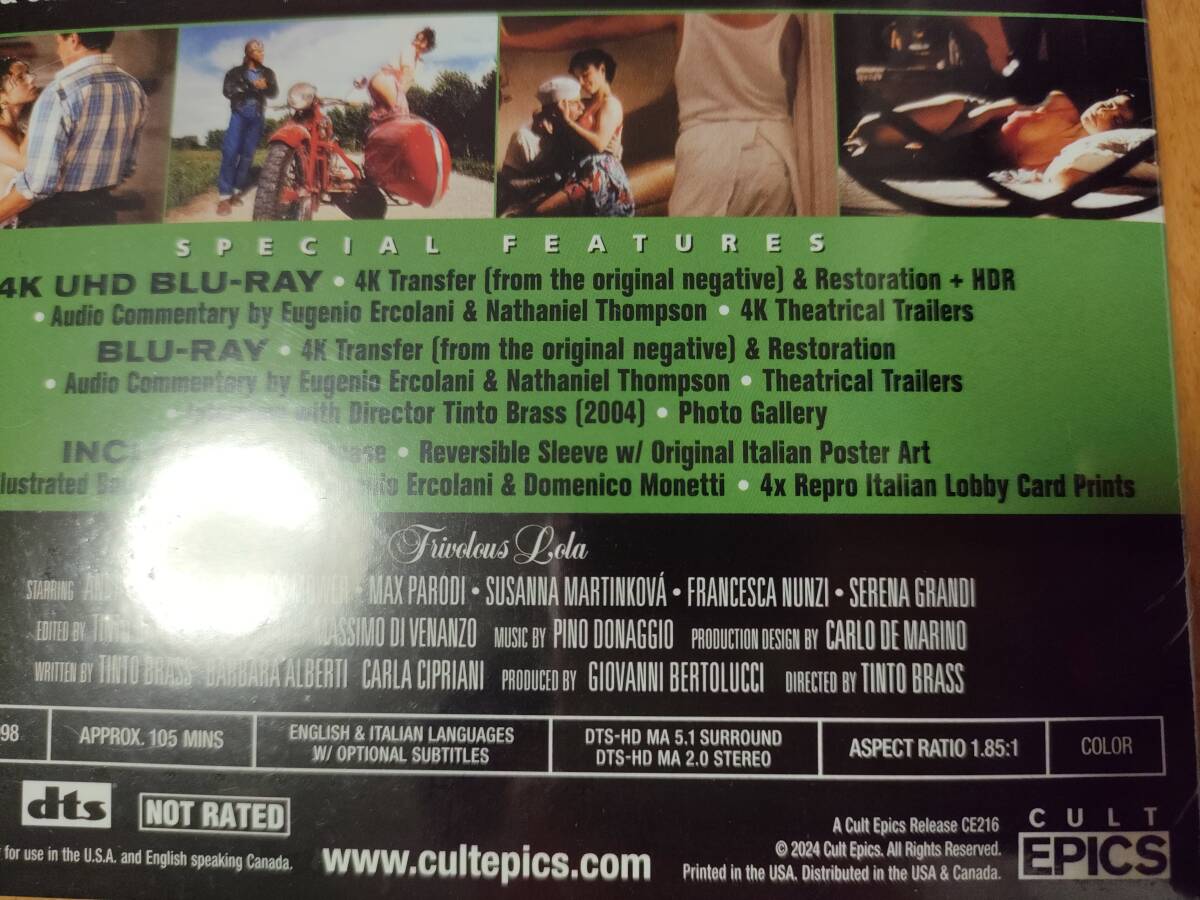 SPECIAL FEATURES
4K UHD BLU-RAY • 4K Transfer (from the original negative) & Restoration + HDR
• Audio Commentary by Eugenio Ercolani & Nathaniel Thompson • 4K Theatrical Trailers
BLU-RAY • 4K Transfer (from the original negative) & Restoration
• Audio Commentary by Eugenio Ercolani & Nathaniel Thompson • Theatrical Trailers
• Interview with Director Tinto Brass (2004) • Photo Gallery
• Reversible Sleeve w/ Original Italian Poster Art
Ercolani & Domenico Monetti • 4x Repro Italian Lobby Card Prints
Frivolous Lola
STARRING • MAX PARODI • SUSANNA MARTINKOVÁ • FRANCESCA NUNZI • SERENA GRANDI
EDITED BY MASSIMO DI VENANZO MUSIC BY PINO DONAGGIO PRODUCTION DESIGN BY CARLO DE MARINO
WRITTEN BY TINTO BRASS BARBARA ALBERTI CARLA CIPRIANI PRODUCED BY GIOVANNI BERTOLUCCI DIRECTED BY TINTO BRASS
98 APPROX. 105 MINS ENGLISH & ITALIAN LANGUAGES DTS-HD MA 5.1 SURROUND ASPECT RATIO 1.85:1 COLOR
W/ OPTIONAL SUBTITLES DTS-HD MA 2.0 STEREO
dts NOT RATED
for use in the U.S.A. and English speaking Canada.
www.cultepics.com
A Cult Epics Release CE216
© 2024 Cult Epics. All Rights Reserved.
Printed in the USA. Distributed in the USA & Canada.
CULT
EPICS